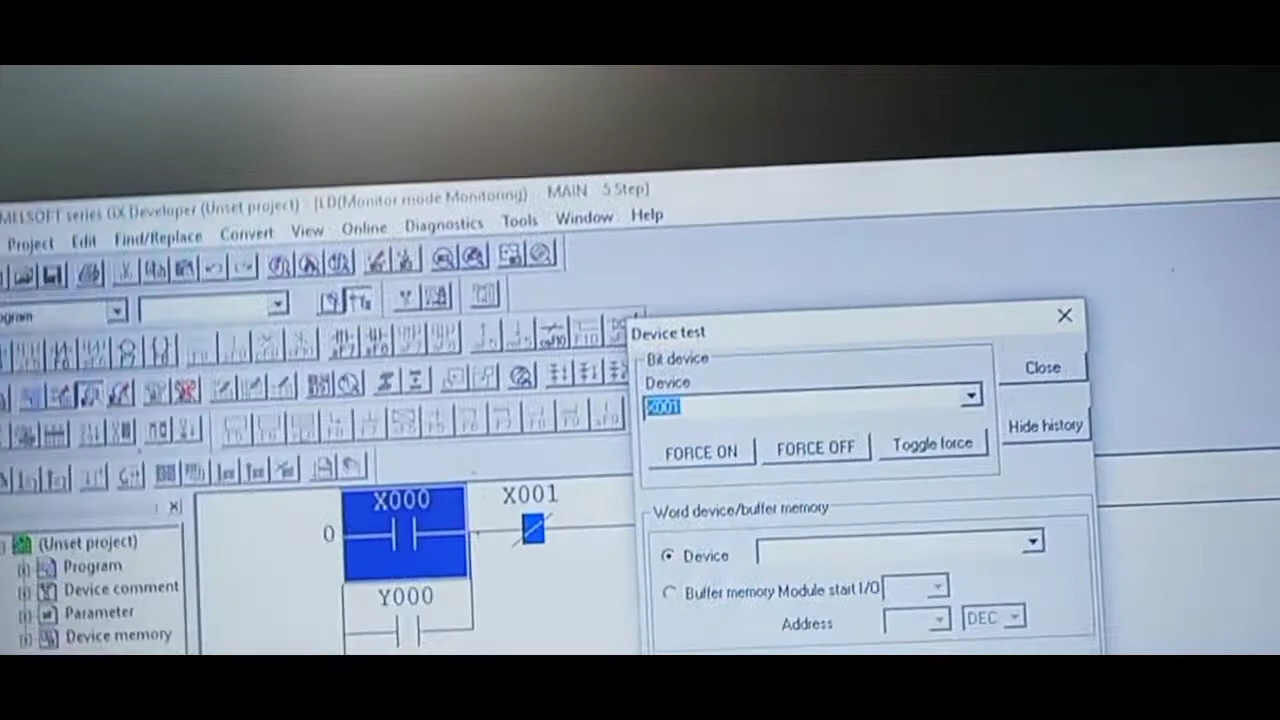 MELSOFT series GX Developer (Unset project) - [LD(Monitor mode Monitoring) MAIN 5 Step]
Project Edit Find/Replace Convert View Online Diagnostics Tools Window Help
Device test
Bit device
Device
X001
Close
FORCE ON FORCE OFF Toggle force
Hide history
Word device/buffer memory
Device
Buffer memory Module start I/O
Address DEC
X000 X001
0
Y000
(Unset project)
Program
Device comment
Parameter
Device memory